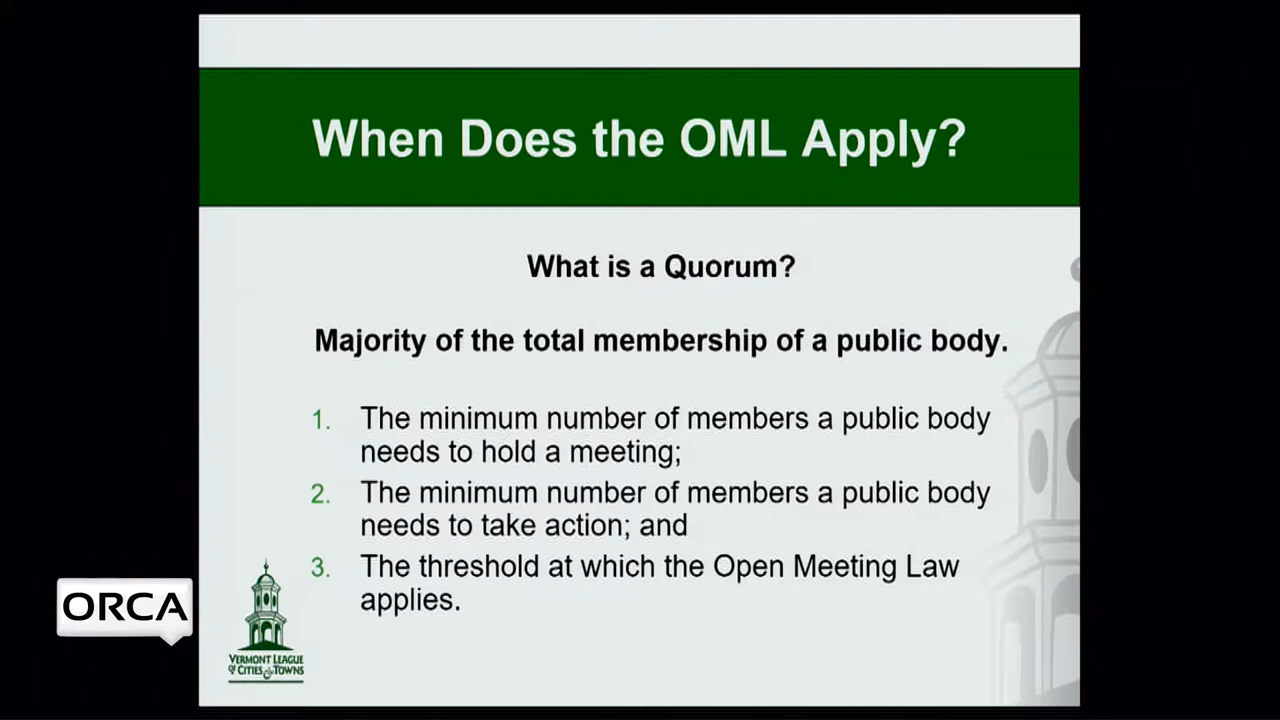 When Does the OML Apply?
What is a Quorum?
Majority of the total membership of a public body.
1. The minimum number of members a public body
needs to hold a meeting;
2. The minimum number of members a public body
needs to take action; and
3. The threshold at which the Open Meeting Law
applies.
ORCA
VERMONT LEAGUE
OF CITIES & TOWNS